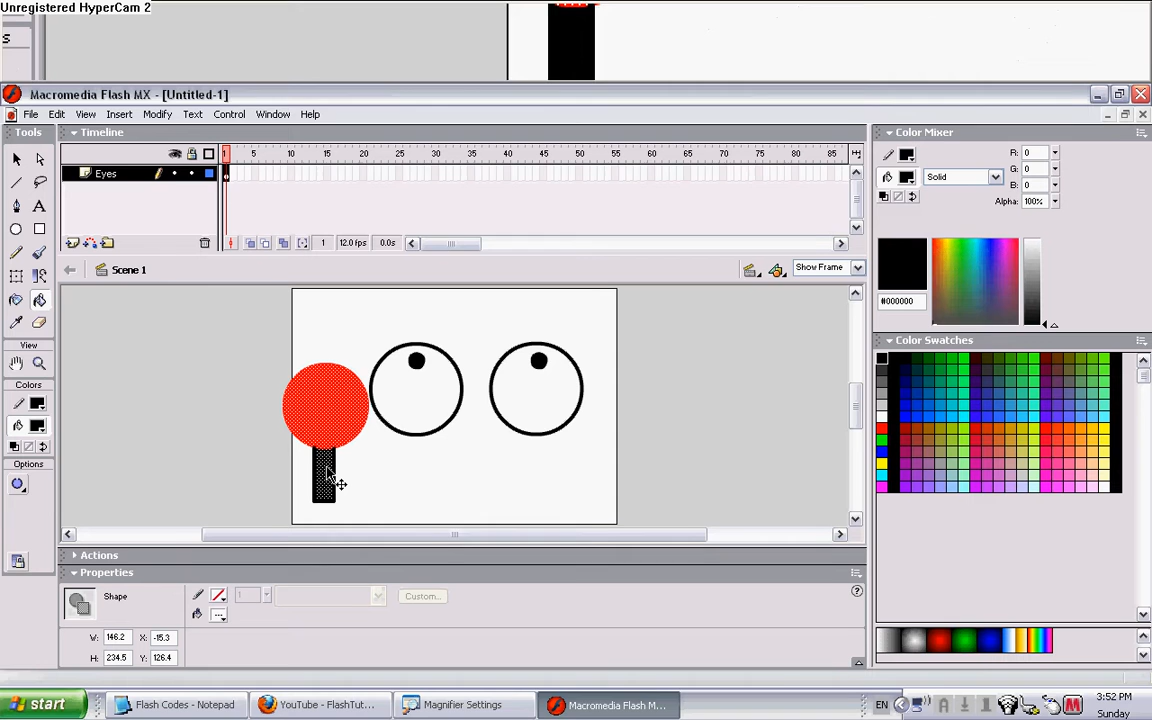 Unregistered HyperCam 2
s
Macromedia Flash MX - [Untitled-1]
File Edit View Insert Modify Text Control Window Help
Tools
Timeline
Color Mixer
1 5 10 15 20 25 30 35 40 45 50 55 60 65 70 75 80 85
Eyes
R: 0
G: 0
B: 0
Solid
Alpha: 100%
1 12.0 fps 0.0s
Scene 1
Show Frame
#000000
View
Color Swatches
Colors
Options
Actions
Properties
Shape
1
Custom...
W: 146.2 X: -15.3
H: 234.5 Y: 126.4
start
Flash Codes - Notepad
YouTube - FlashTut...
Magnifier Settings
Macromedia Flash M...
EN
3:52 PM
Sunday